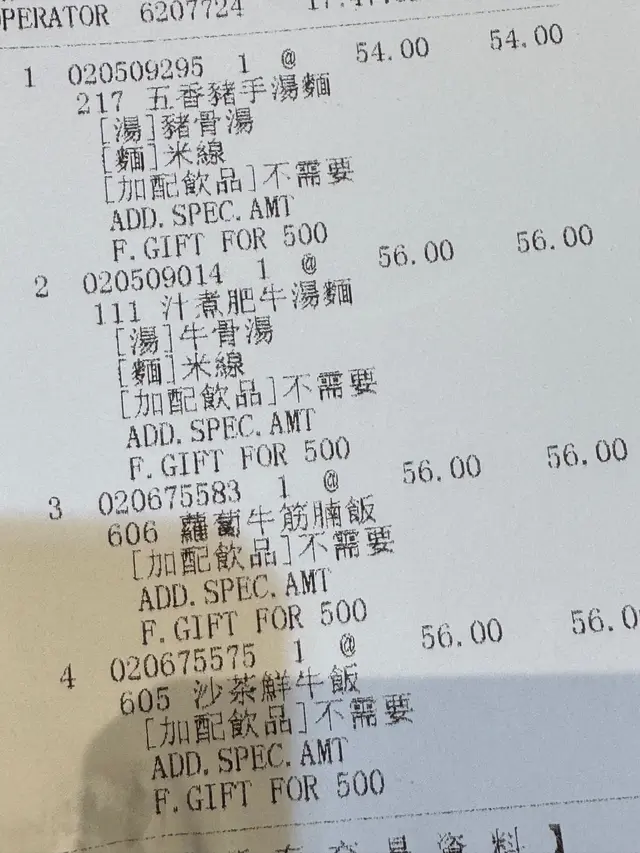 OPERATOR 6207724
1 020509295 1 @ 54.00 54.00
217 五香豬手湯麵
[湯]豬骨湯
[麵]米線
[加配飲品]不需要
ADD.SPEC.AMT
F.GIFT FOR 500
2 020509014 1 @ 56.00 56.00
111 汁煮肥牛湯麵
[湯]牛骨湯
[麵]米線
[加配飲品]不需要
ADD.SPEC.AMT
F.GIFT FOR 500
3 020675583 1 @ 56.00 56.00
606 蘿蔔牛筋腩飯
[加配飲品]不需要
ADD.SPEC.AMT
F.GIFT FOR 500
4 020675575 1 @ 56.00 56.0
605 沙茶鮮牛飯
[加配飲品]不需要
ADD.SPEC.AMT
F.GIFT FOR 500
資料】